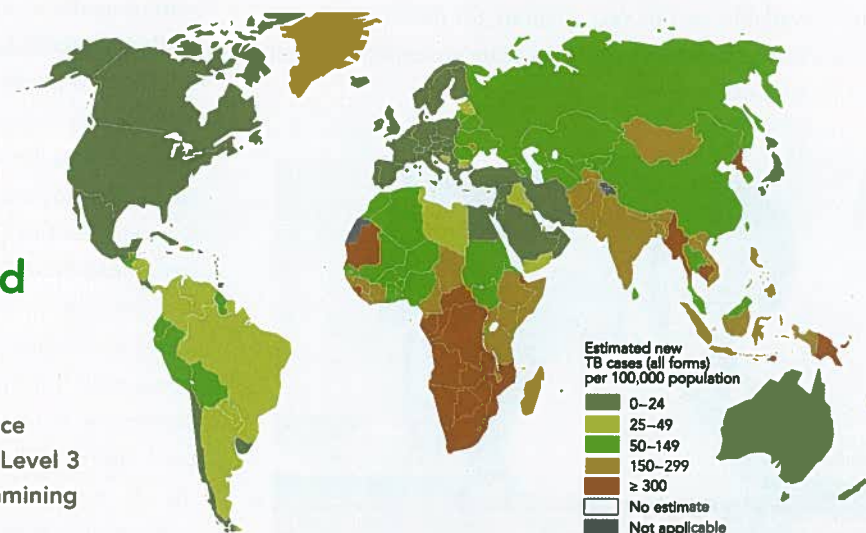 d
ce
Level 3
mining
Estimated new
TB cases (all forms)
per 100,000 population
0–24
25–49
50–149
150–299
≥ 300
No estimate
Not applicable